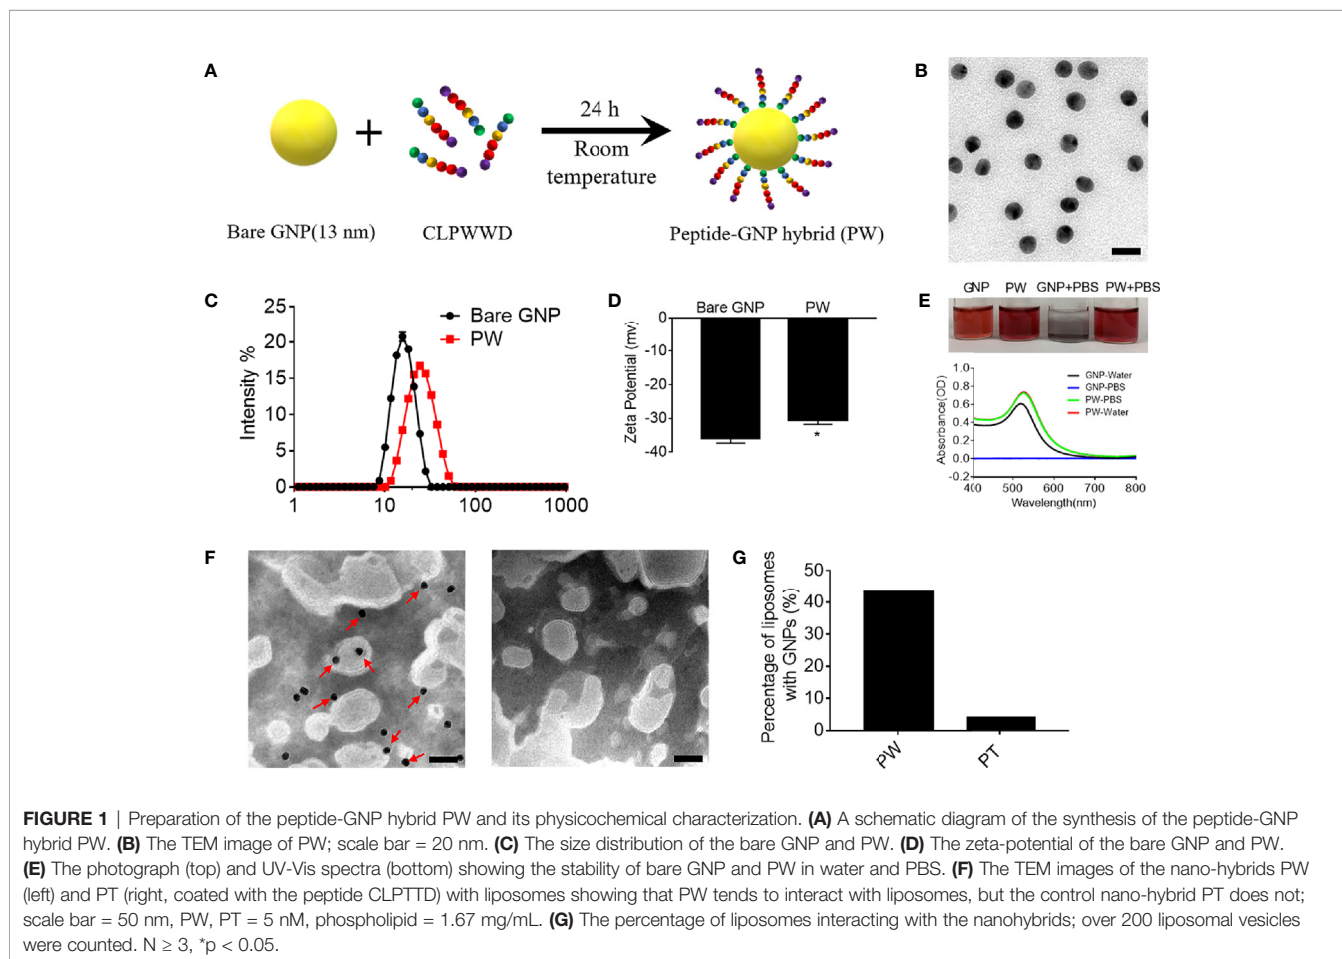 A
24 h
Room
temperature
Bare GNP(13 nm)
CLPWWD
Peptide-GNP hybrid (PW)
B
C
Intensity %
25
20
15
10
5
0
1
10
100
1000
Bare GNP
PW
D
Bare GNP
PW
Zeta Potential (mv)
0
-10
-20
-30
-40
*
E
GNP PW GNP+PBS PW+PBS
Absorbance(OD)
1.0
0.8
0.6
0.4
0.2
0.0
-0.2
400 500 600 700 800
Wavelength(nm)
GNP-Water
GNP-PBS
PW-PBS
PW-Water
F
G
Percentage of liposomes
with GNPs (%)
50
40
30
20
10
0
PW
PT
FIGURE 1 | Preparation of the peptide-GNP hybrid PW and its physicochemical characterization. (A) A schematic diagram of the synthesis of the peptide-GNP
hybrid PW. (B) The TEM image of PW; scale bar = 20 nm. (C) The size distribution of the bare GNP and PW. (D) The zeta-potential of the bare GNP and PW.
(E) The photograph (top) and UV-Vis spectra (bottom) showing the stability of bare GNP and PW in water and PBS. (F) The TEM images of the nano-hybrids PW
(left) and PT (right, coated with the peptide CLPTTD) with liposomes showing that PW tends to interact with liposomes, but the control nano-hybrid PT does not;
scale bar = 50 nm, PW, PT = 5 nM, phospholipid = 1.67 mg/mL. (G) The percentage of liposomes interacting with the nanohybrids; over 200 liposomal vesicles
were counted. N ≥ 3, *p < 0.05.